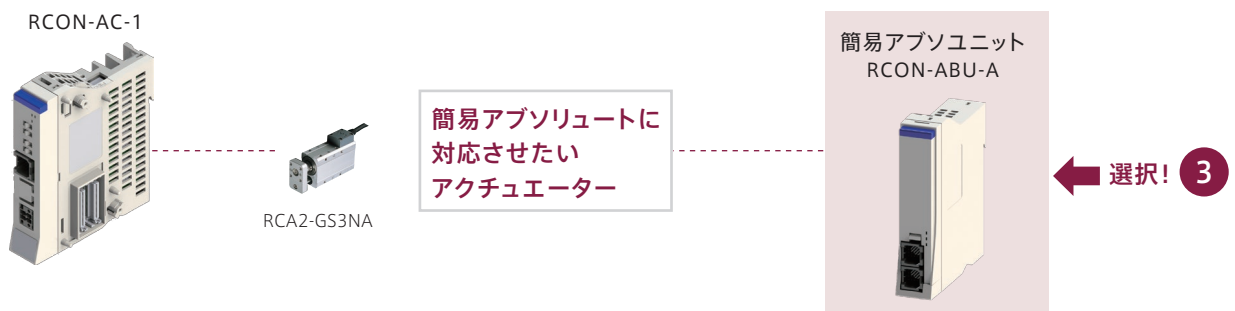 RCON-AC-1
RCA2-GS3NA
簡易アブソリュートに
対応させたい
アクチュエーター
簡易アブソユニット
RCON-ABU-A
選択! 3